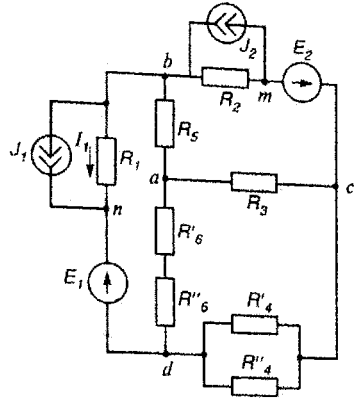 J₂
b
E₂
R₂
m
R₅
J₁
I₁
R₁
a
c
R₃
n
R'₆
E₁
R"₆
R'₄
d
R"₄